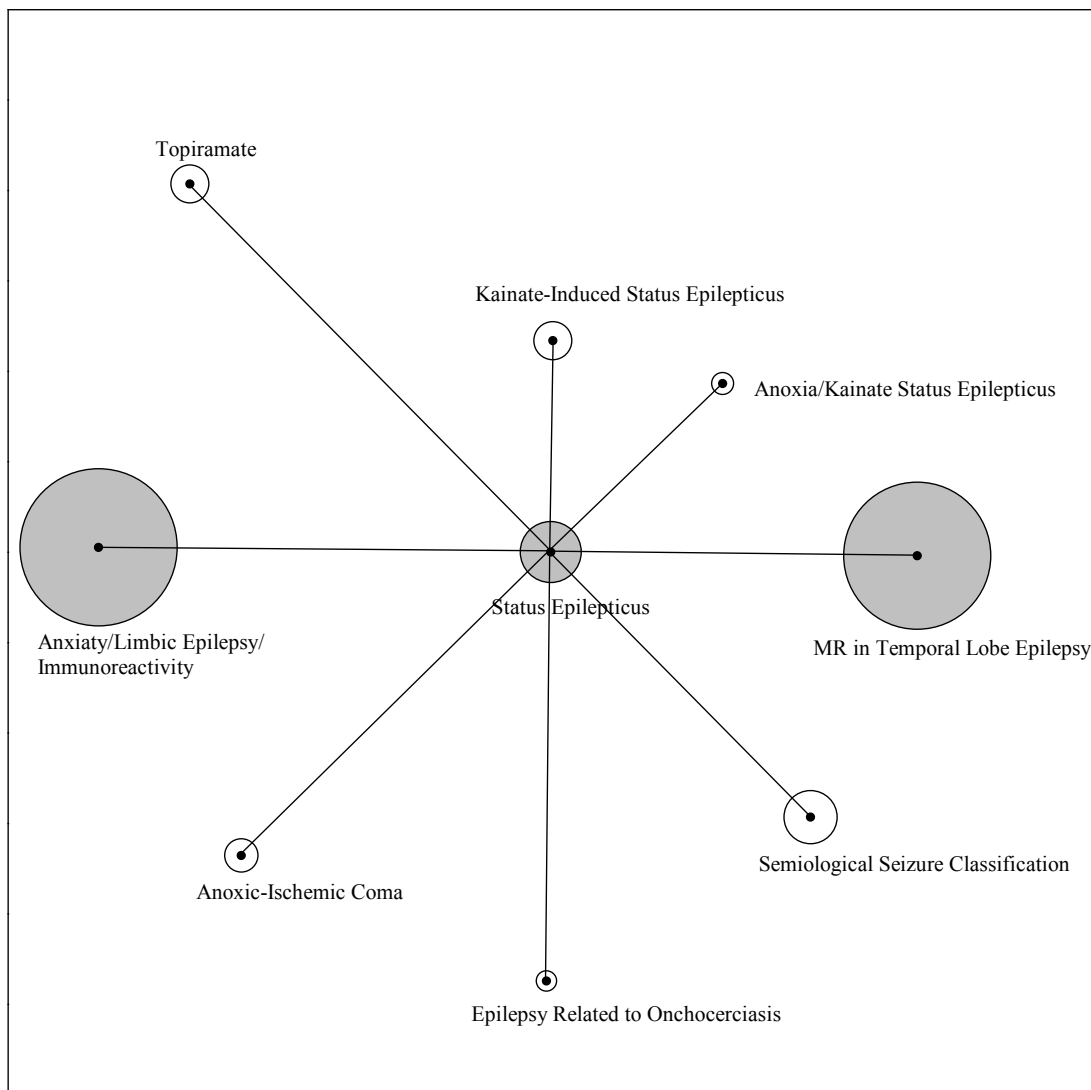 Topiramate
Kainate-Induced Status Epilepticus
Anoxia/Kainate Status Epilepticus
Status Epilepticus
Anxiaty/Limbic Epilepsy/
Immunoreactivity
MR in Temporal Lobe Epilepsy
Semiological Seizure Classification
Anoxic-Ischemic Coma
Epilepsy Related to Onchocerciasis